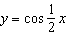 y = cos 1/2 x